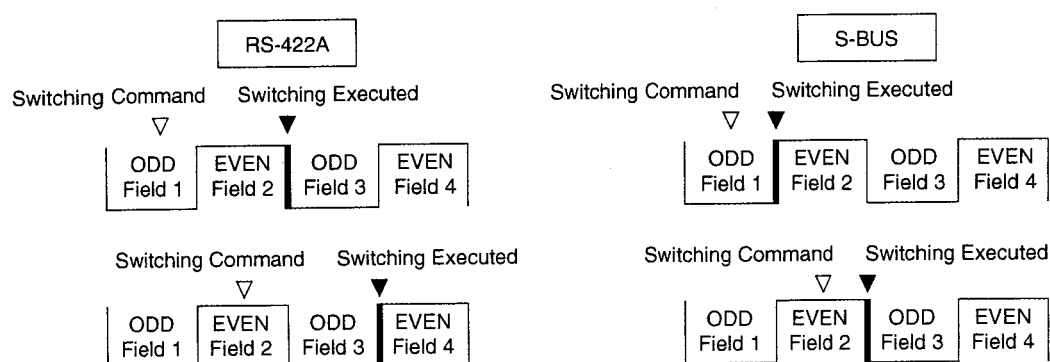 RS-422A
Switching Command Switching Executed
ODD EVEN ODD EVEN
Field 1 Field 2 Field 3 Field 4
Switching Command Switching Executed
ODD EVEN ODD EVEN
Field 1 Field 2 Field 3 Field 4
S-BUS
Switching Command Switching Executed
ODD EVEN ODD EVEN
Field 1 Field 2 Field 3 Field 4
Switching Command Switching Executed
ODD EVEN ODD EVEN
Field 1 Field 2 Field 3 Field 4